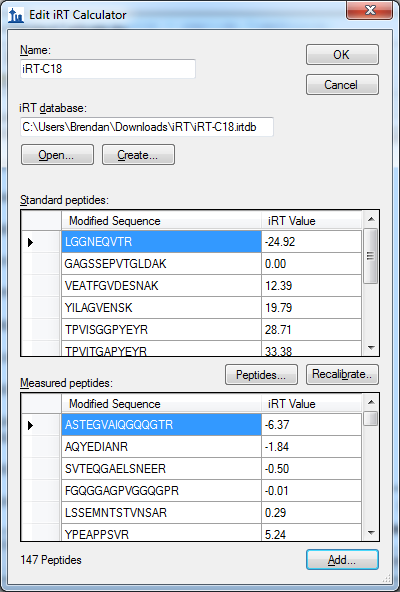 Edit iRT Calculator
Name:
iRT-C18
OK
Cancel
iRT database:
C:\Users\Brendan\Downloads\iRT\iRT-C18.irtdb
Open... Create...
Standard peptides:
Modified Sequence iRT Value
LGGNEQVTR -24.92
GAGSSEPVTGLDAK 0.00
VEATFGVDESNAK 12.39
YILAGVENSK 19.79
TPVISGGPYEYR 28.71
TPVITGAPYEYR 33.38
Peptides... Recalibrate..
Measured peptides:
Modified Sequence iRT Value
ASTEGVAIQGQQGTR -6.37
AQYEDIANR -1.84
SVTEQGAELSNEER -0.50
FGQGGAGPVGGQGPR -0.01
LSSEMNTSTVNSAR 0.29
YPEAPPSVR 5.24
147 Peptides Add...